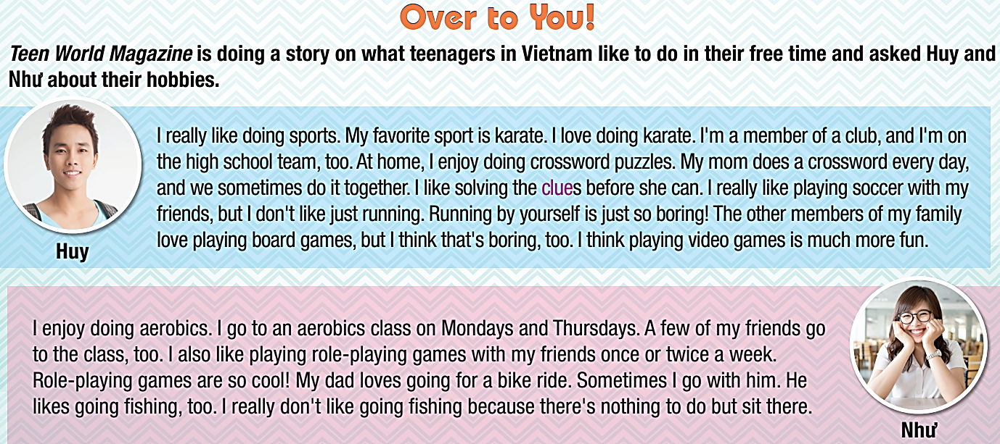 Over to You!
Teen World Magazine is doing a story on what teenagers in Vietnam like to do in their free time and asked Huy and
Như about their hobbies.
I really like doing sports. My favorite sport is karate. I love doing karate. I'm a member of a club, and I'm on
the high school team, too. At home, I enjoy doing crossword puzzles. My mom does a crossword every day,
and we sometimes do it together. I like solving the clues before she can. I really like playing soccer with my
friends, but I don't like just running. Running by yourself is just so boring! The other members of my family
love playing board games, but I think that's boring, too. I think playing video games is much more fun.
Huy
I enjoy doing aerobics. I go to an aerobics class on Mondays and Thursdays. A few of my friends go
to the class, too. I also like playing role-playing games with my friends once or twice a week.
Role-playing games are so cool! My dad loves going for a bike ride. Sometimes I go with him. He
likes going fishing, too. I really don't like going fishing because there's nothing to do but sit there.
Như